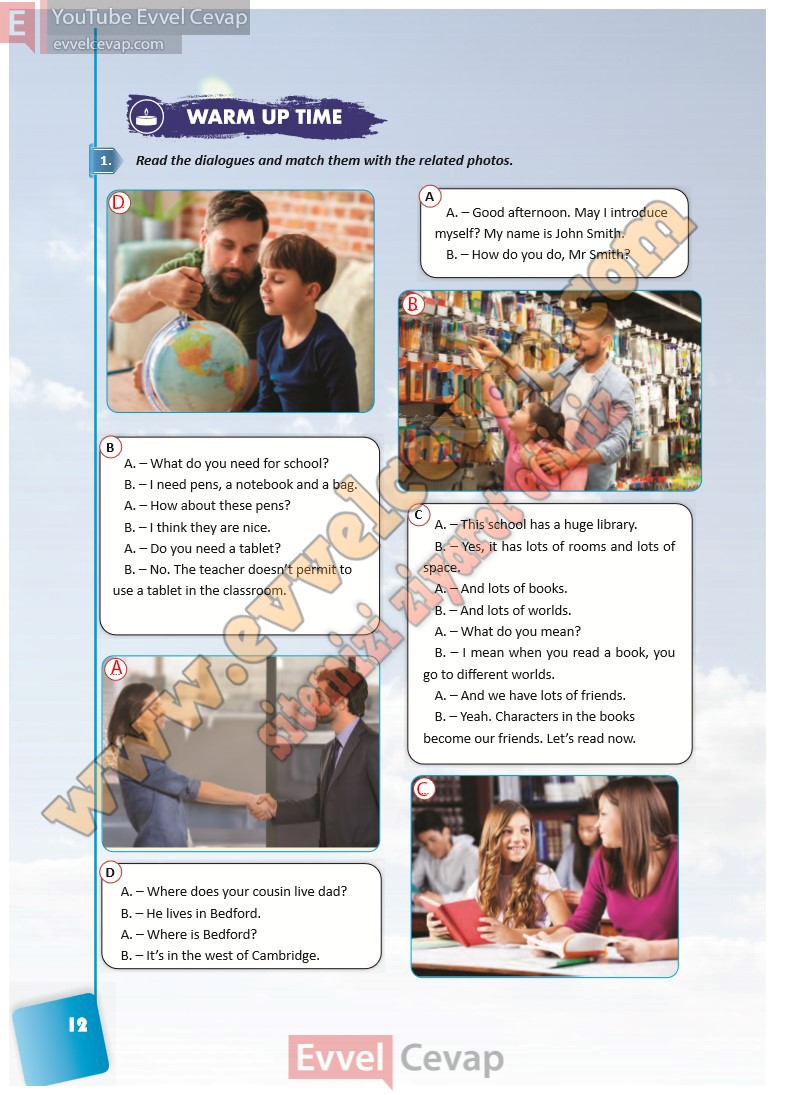 E
YouTube Evvel Cevap
evvelcevap.com
WARM UP TIME
1. Read the dialogues and match them with the related photos.
D
A
A. – Good afternoon. May I introduce
myself? My name is John Smith.
B. – How do you do, Mr Smith?
B
B
A. – What do you need for school?
B. – I need pens, a notebook and a bag.
A. – How about these pens?
B. – I think they are nice.
A. – Do you need a tablet?
B. – No. The teacher doesn't permit to
use a tablet in the classroom.
C
A. – This school has a huge library.
B. – Yes, it has lots of rooms and lots of
space.
A. – And lots of books.
B. – And lots of worlds.
A. – What do you mean?
B. – I mean when you read a book, you
go to different worlds.
A. – And we have lots of friends.
B. – Yeah. Characters in the books
become our friends. Let's read now.
A
C
D
A. – Where does your cousin live dad?
B. – He lives in Bedford.
A. – Where is Bedford?
B. – It's in the west of Cambridge.
www.evvelcevap.com
sitemizi ziyaret ediniz
12
Evvel Cevap